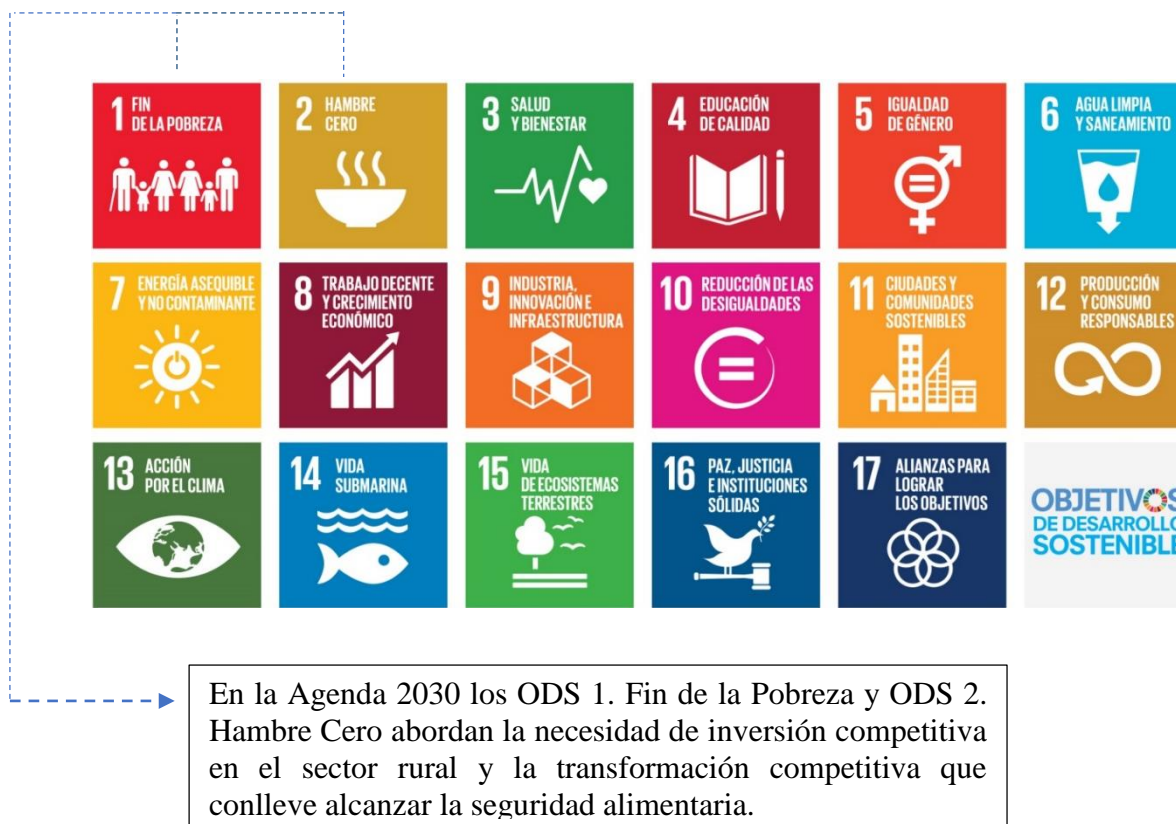 1 FIN
DE LA POBREZA
2 HAMBRE
CERO
3 SALUD
Y BIENESTAR
4 EDUCACIÓN
DE CALIDAD
5 IGUALDAD
DE GÉNERO
6 AGUA LIMPIA
Y SANEAMIENTO
7 ENERGÍA ASEQUIBLE
Y NO CONTAMINANTE
8 TRABAJO DECENTE
Y CRECIMIENTO
ECONÓMICO
9 INDUSTRIA,
INNOVACIÓN E
INFRAESTRUCTURA
10 REDUCCIÓN DE LAS
DESIGUALDADES
11 CIUDADES Y
COMUNIDADES
SOSTENIBLES
12 PRODUCCIÓN
Y CONSUMO
RESPONSABLES
13 ACCIÓN
POR EL CLIMA
14 VIDA
SUBMARINA
15 VIDA
DE ECOSISTEMAS
TERRESTRES
16 PAZ, JUSTICIA
E INSTITUCIONES
SÓLIDAS
17 ALIANZAS PARA
LOGRAR
LOS OBJETIVOS
OBJETIVOS
DE DESARROLLO
SOSTENIBLE
En la Agenda 2030 los ODS 1. Fin de la Pobreza y ODS 2.
Hambre Cero abordan la necesidad de inversión competitiva
en el sector rural y la transformación competitiva que
conlleve alcanzar la seguridad alimentaria.